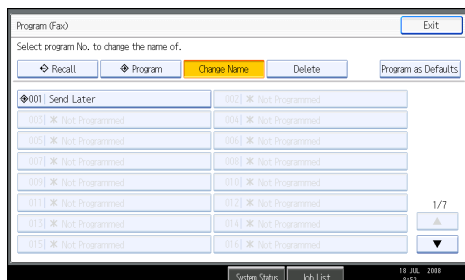 Program (Fax) Exit
Select program No. to change the name of.
Recall Program Change Name Delete Program as Defaults
001 Send Later 002 ✕ Not Programmed
003 ✕ Not Programmed 004 ✕ Not Programmed
005 ✕ Not Programmed 006 ✕ Not Programmed
007 ✕ Not Programmed 008 ✕ Not Programmed
009 ✕ Not Programmed 010 ✕ Not Programmed
011 ✕ Not Programmed 012 ✕ Not Programmed
1/7
013 ✕ Not Programmed 014 ✕ Not Programmed
015 ✕ Not Programmed 016 ✕ Not Programmed
System Status Job List 18 JUL 2008